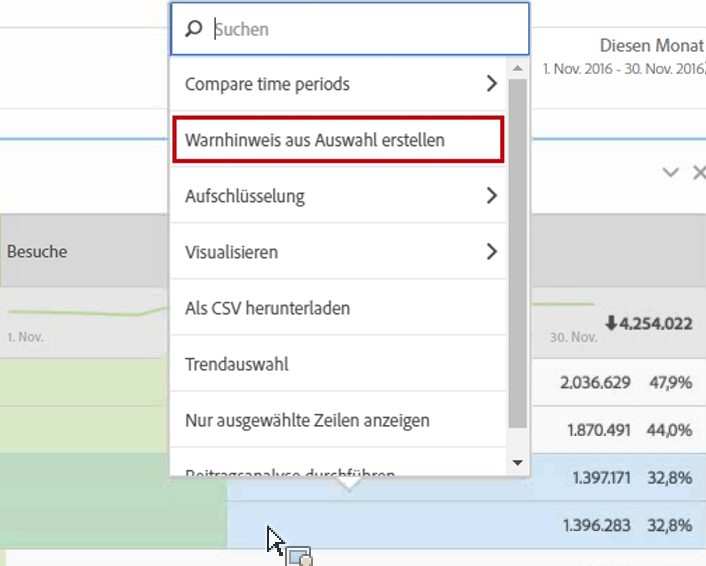 Suchen
Diesen Monat
1. Nov. 2016 - 30. Nov. 2016
Compare time periods
Warnhinweis aus Auswahl erstellen
Aufschlüsselung
Besuche
Visualisieren
Als CSV herunterladen
1. Nov.
30. Nov.
4,254,022
Trendauswahl
2.036.629 47,9%
Nur ausgewählte Zeilen anzeigen
1.870.491 44,0%
Beitragsanalyse durchführen
1.397.171 32,8%
1.396.283 32,8%